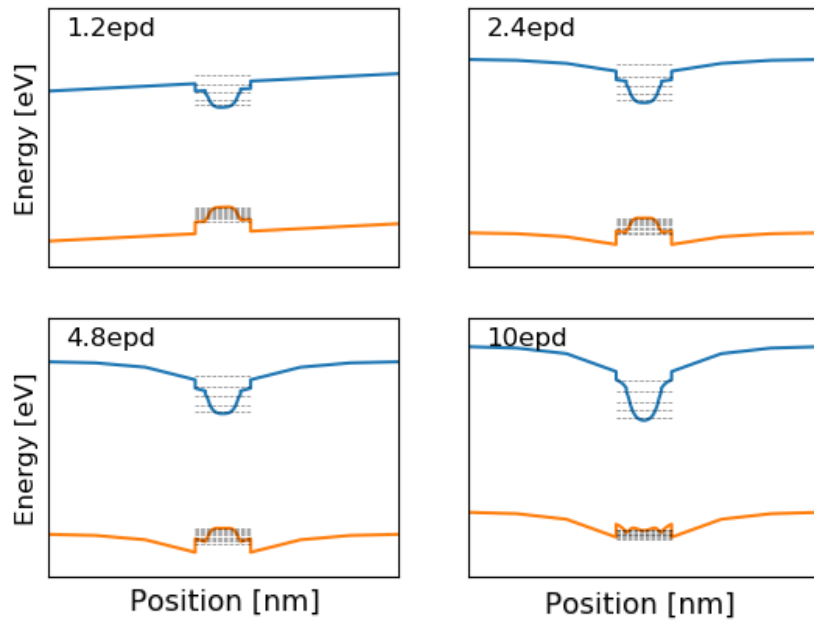 1.2epd
2.4epd
Energy [eV]
4.8epd
10epd
Energy [eV]
Position [nm]
Position [nm]